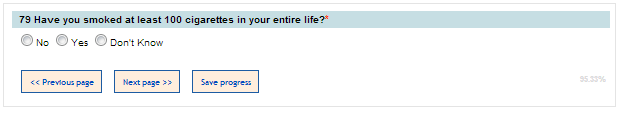 79 Have you smoked at least 100 cigarettes in your entire life?*
No Yes Don't Know
<< Previous page Next page >> Save progress 95.33%